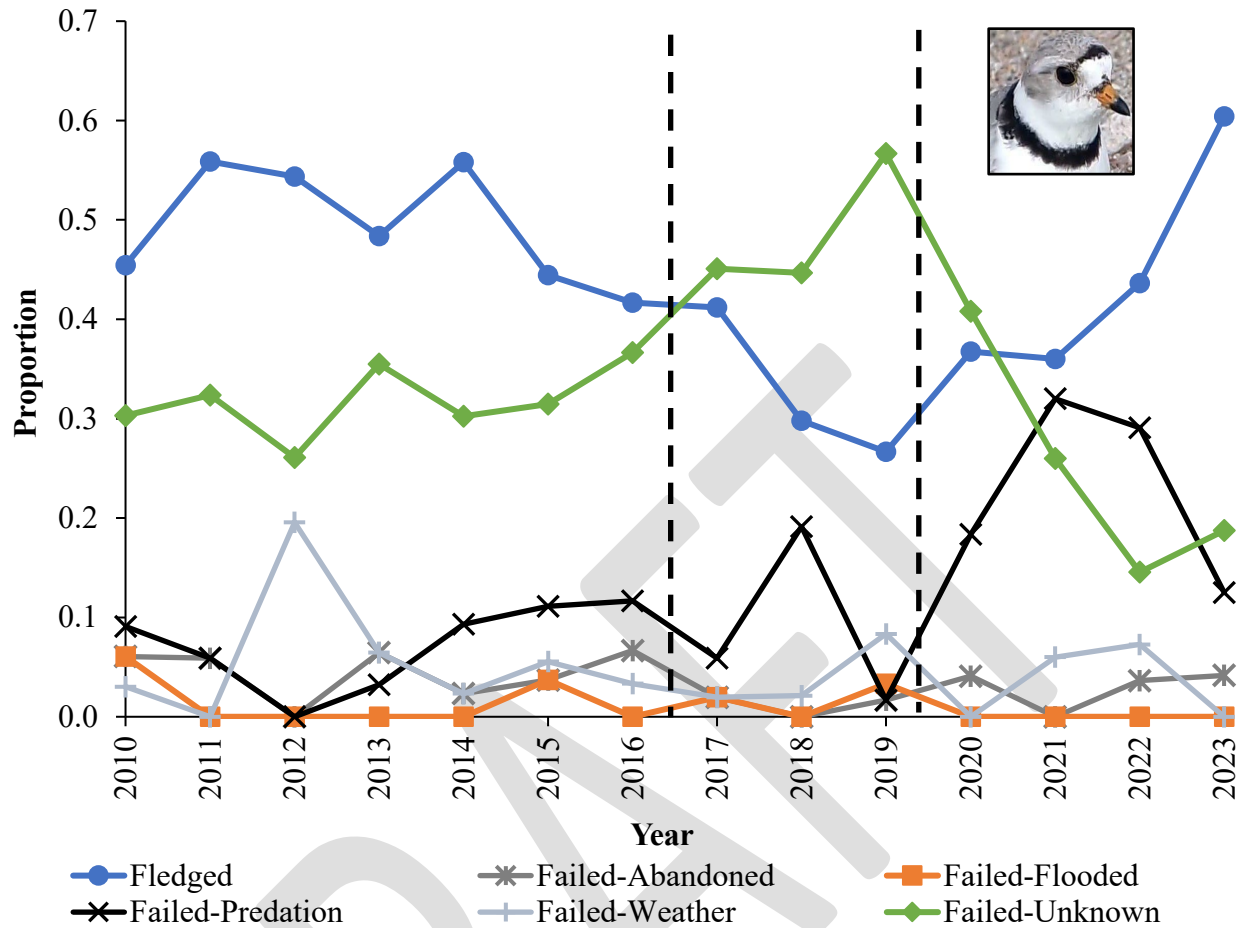 0.7
0.6
0.5
0.4
0.3
0.2
0.1
0.0
Proportion
2010 2011 2012 2013 2014 2015 2016 2017 2018 2019 2020 2021 2022 2023
Year
Fledged Failed-Abandoned Failed-Flooded
Failed-Predation Failed-Weather Failed-Unknown
DRAFT